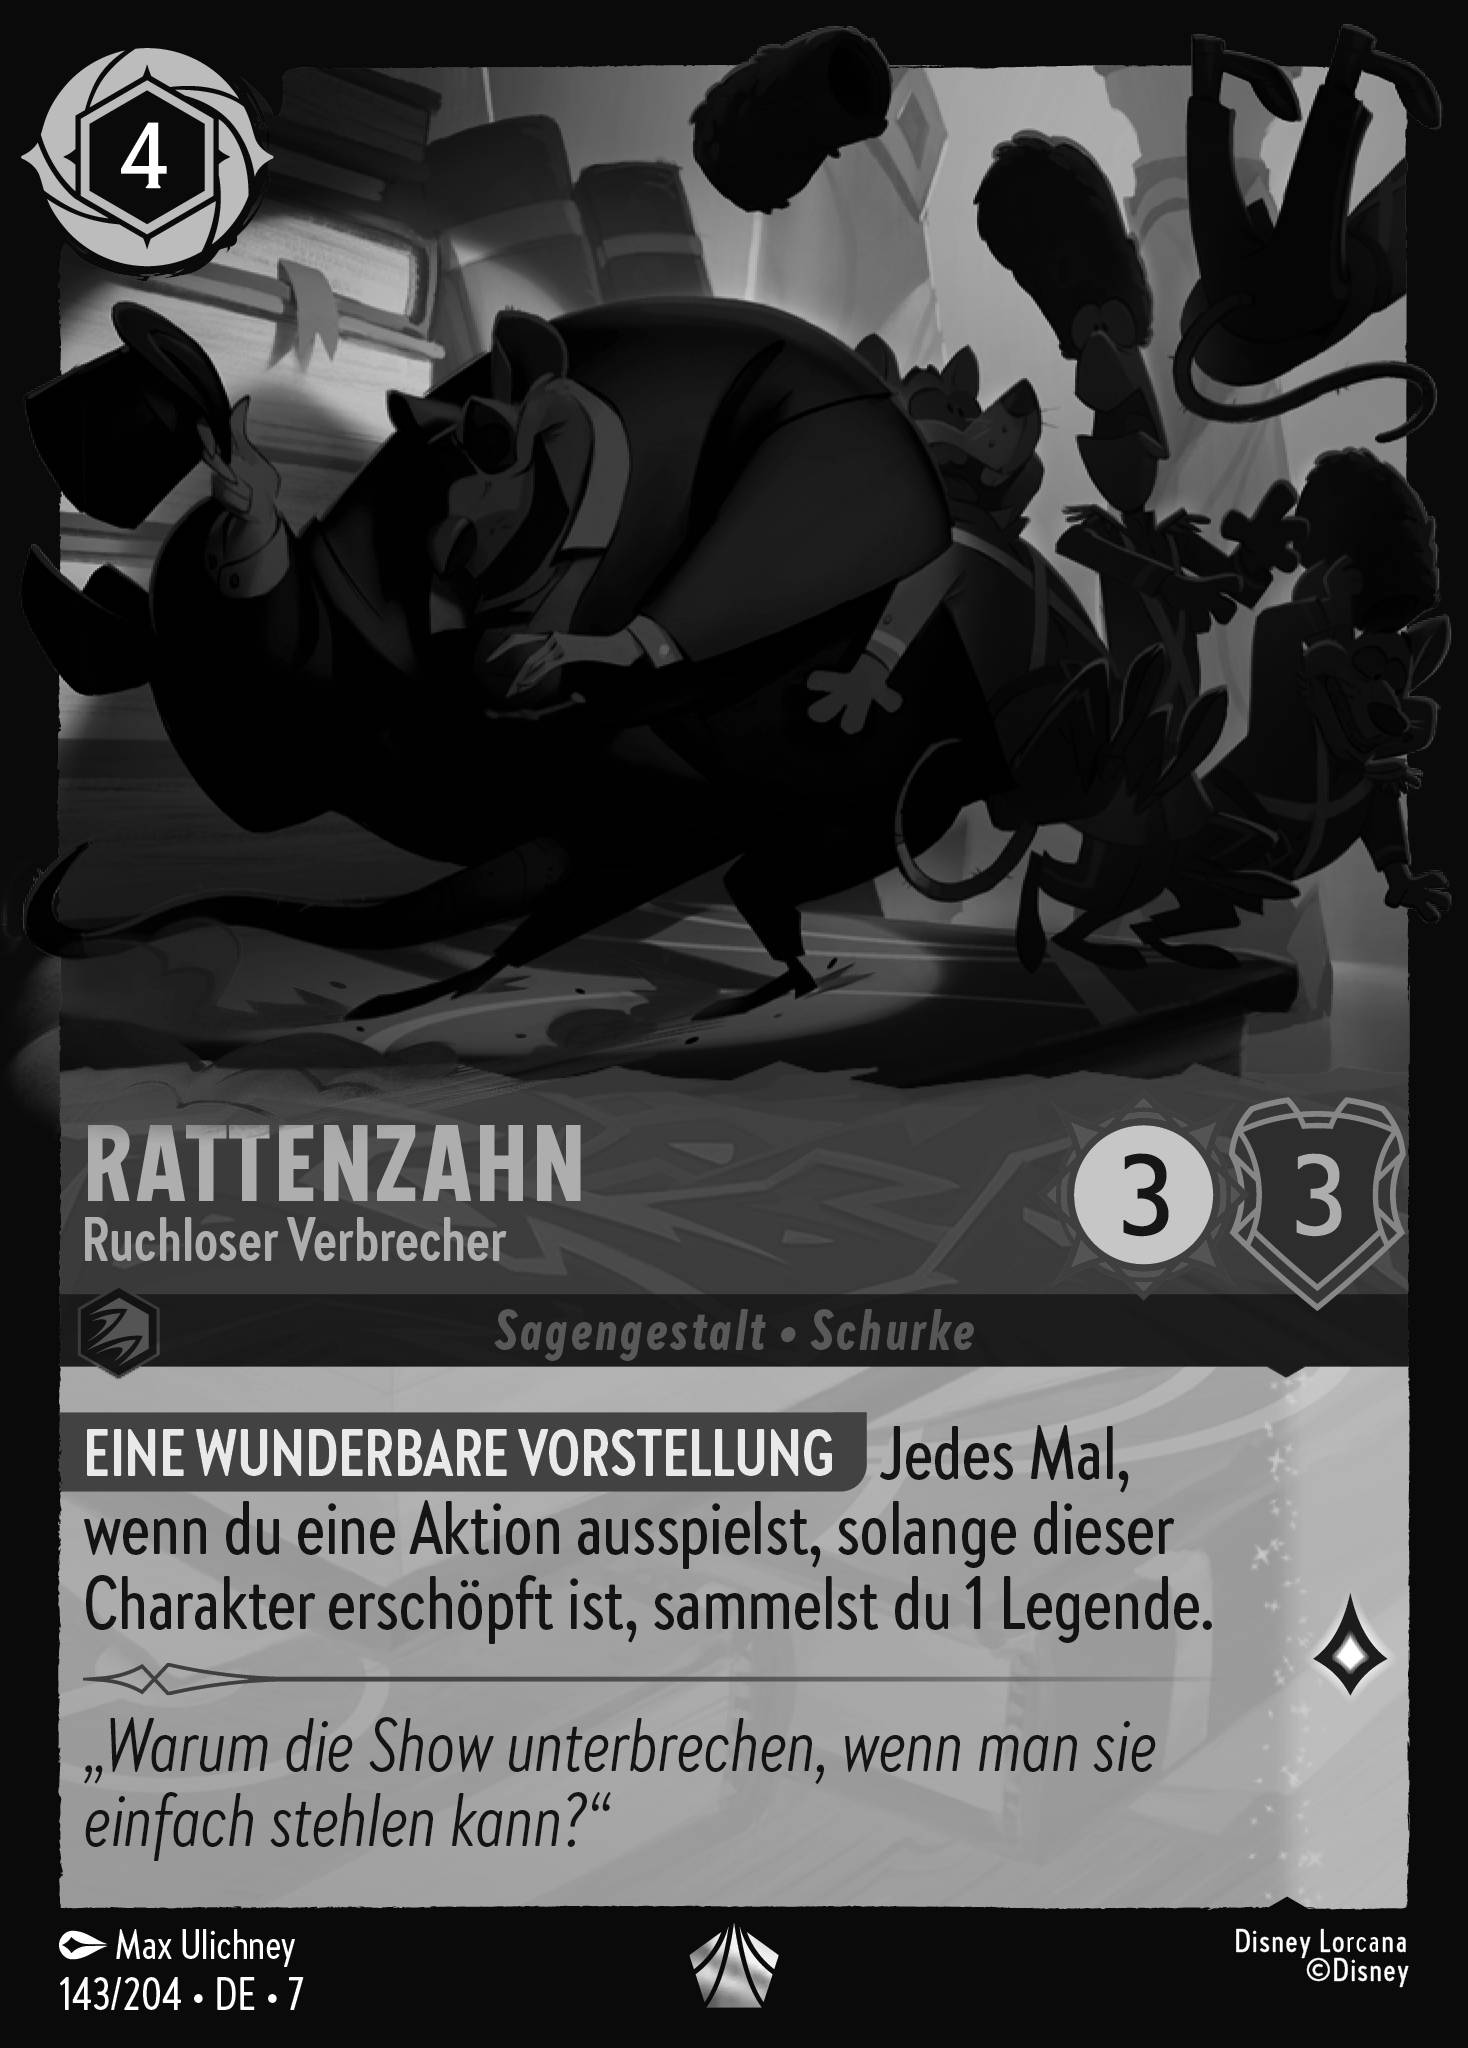 4
RATTENZAHN
Ruchloser Verbrecher
3
3
Sagengestalt • Schurke
EINE WUNDERBARE VORSTELLUNG Jedes Mal,
wenn du eine Aktion ausspielst, solange dieser
Charakter erschöpft ist, sammelst du 1 Legende.
„Warum die Show unterbrechen, wenn man sie
einfach stehlen kann?“
Max Ulichney
143/204 • DE • 7
Disney Lorcana
©Disney